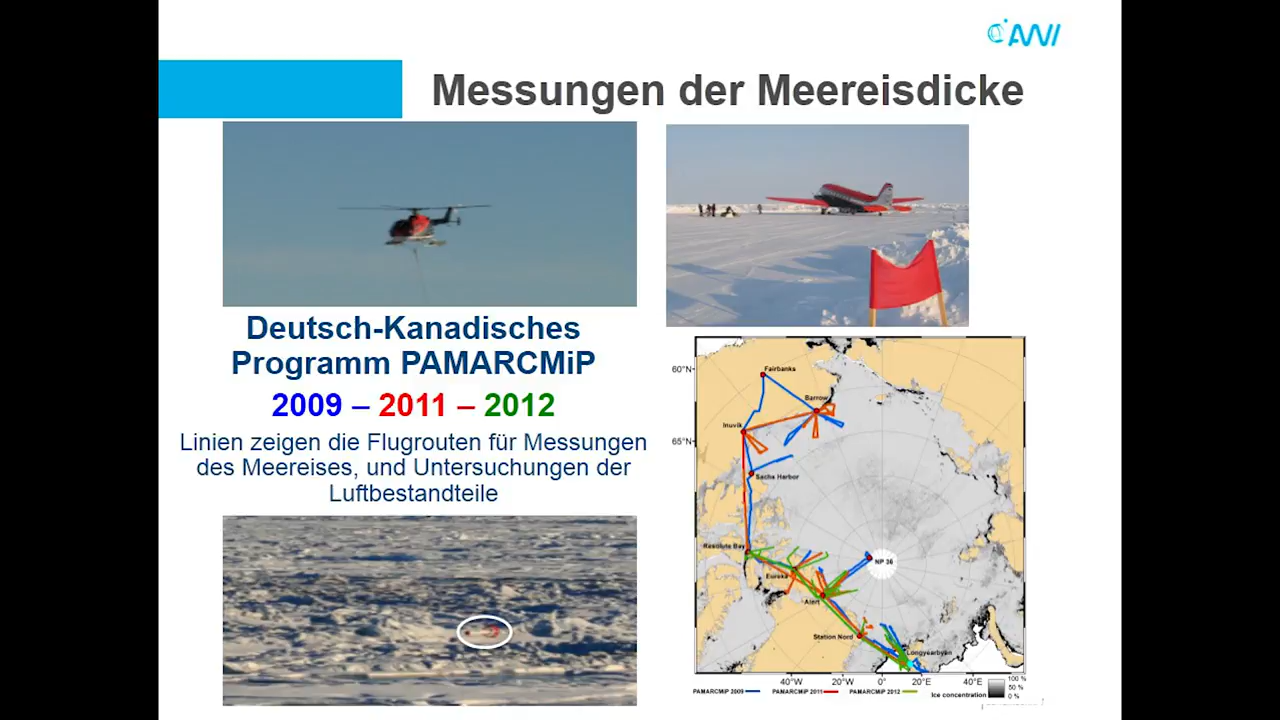 AWI
Messungen der Meereisdicke
Deutsch-Kanadisches
Programm PAMARCMiP
2009 – 2011 – 2012
Linien zeigen die Flugrouten für Messungen
des Meereises, und Untersuchungen der
Luftbestandteile
60°N
65°N
Fairbanks
Barrow
Inuvik
Sachs Harbor
Resolute Bay
NP 36
Eureka
Alert
Station Nord
Longyearbyen
40°W
20°W
0°
20°E
40°E
PAMARCMiP 2009
PAMARCMiP 2011
PAMARCMiP 2012
Ice concentration
100 %
50 %
0 %